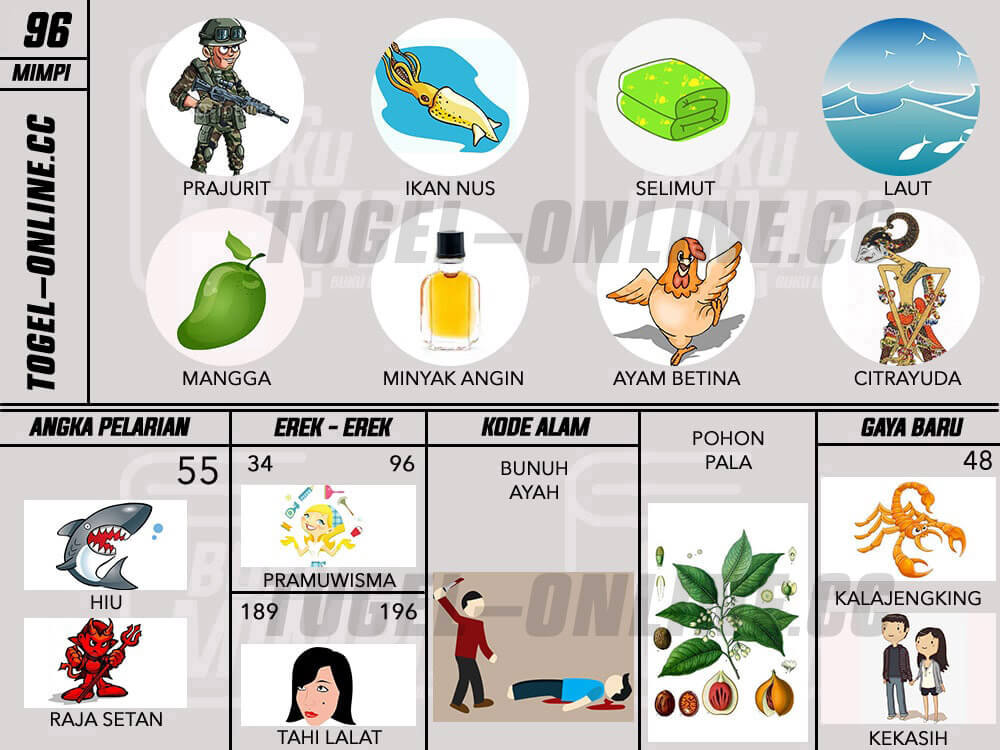 96
MIMPI
TOGEL-ONLINE.CC
PRAJURIT
IKAN NUS
SELIMUT
LAUT
TOGEL-ONLINE.CC
MANGGA
MINYAK ANGIN
AYAM BETINA
CITRAYUDA
ANGKA PELARIAN
55
HIU
RAJA SETAN
EREK - EREK
34 96
PRAMUWISMA
189 196
TAHI LALAT
KODE ALAM
BUNUH
AYAH
POHON
PALA
GAYA BARU
48
KALAJENGKING
KEKASIH
TOGEL-ONLINE.CC